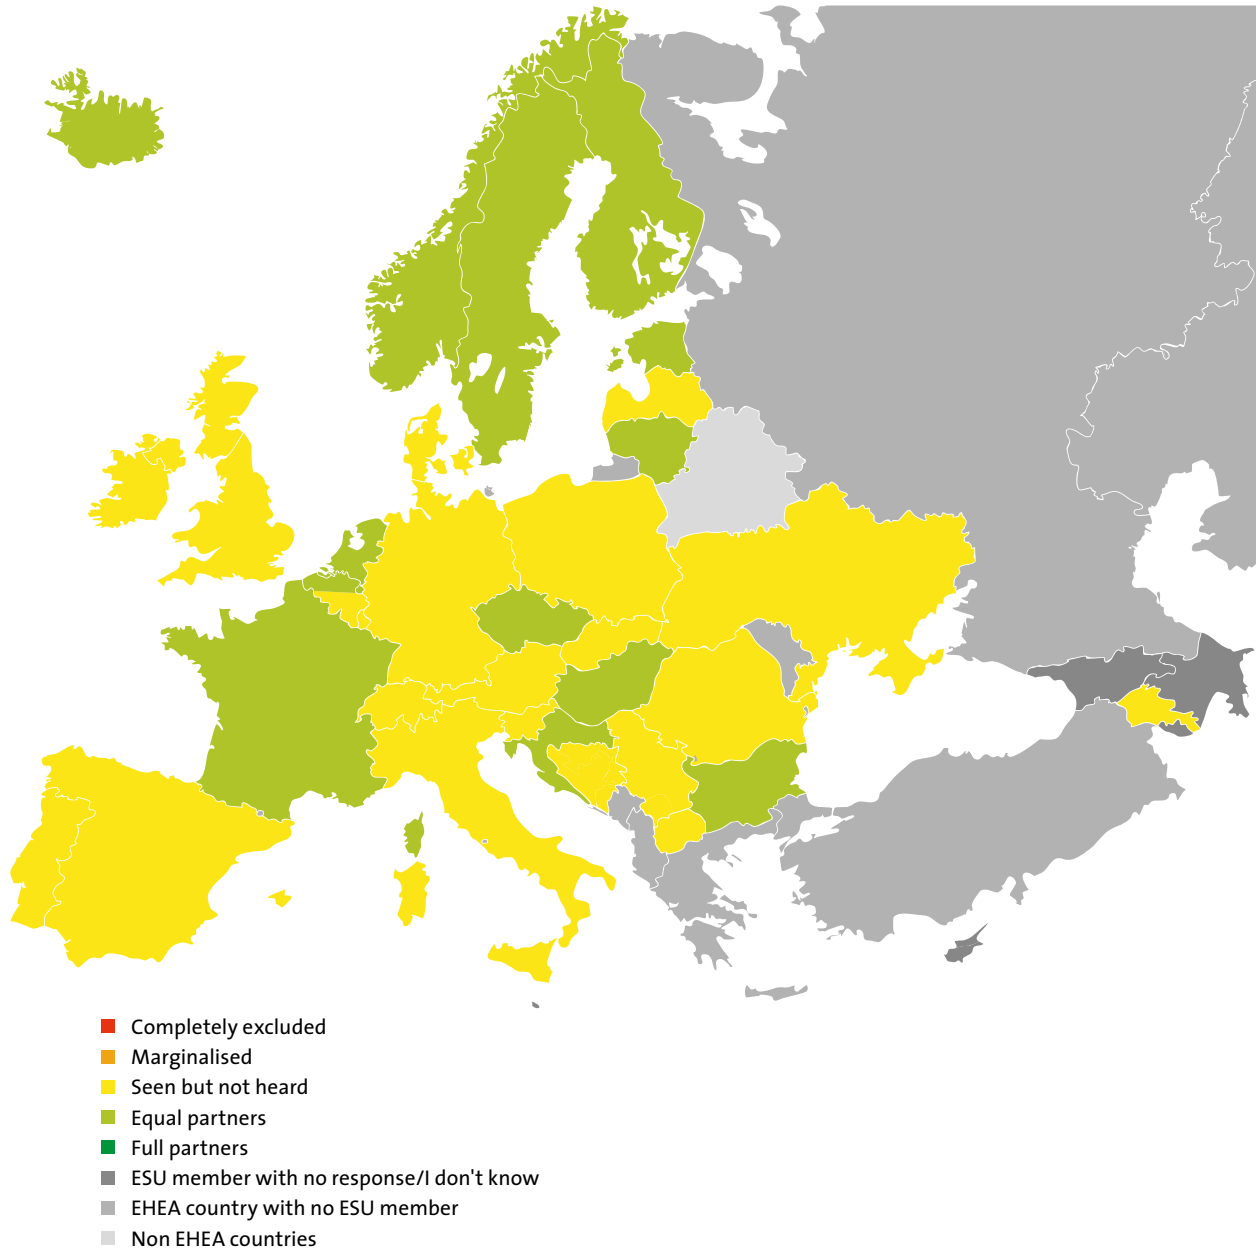 Completely excluded
Marginalised
Seen but not heard
Equal partners
Full partners
ESU member with no response/I don't know
EHEA country with no ESU member
Non EHEA countries